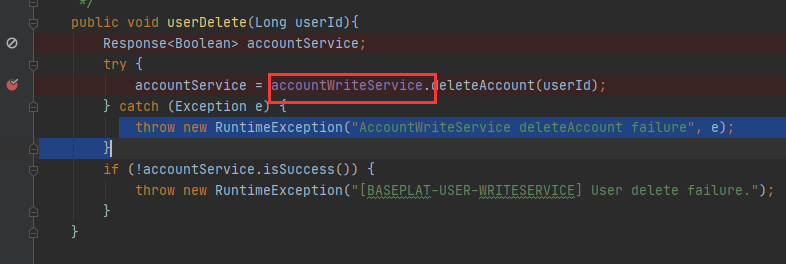 */
public void userDelete(Long userId){
Response<Boolean> accountService;
try {
accountService = accountWriteService.deleteAccount(userId);
} catch (Exception e) {
throw new RuntimeException("AccountWriteService deleteAccount failure", e);
}
if (!accountService.isSuccess()) {
throw new RuntimeException("[BASEPLAT-USER-WRITESERVICE] User delete failure.");
}
}